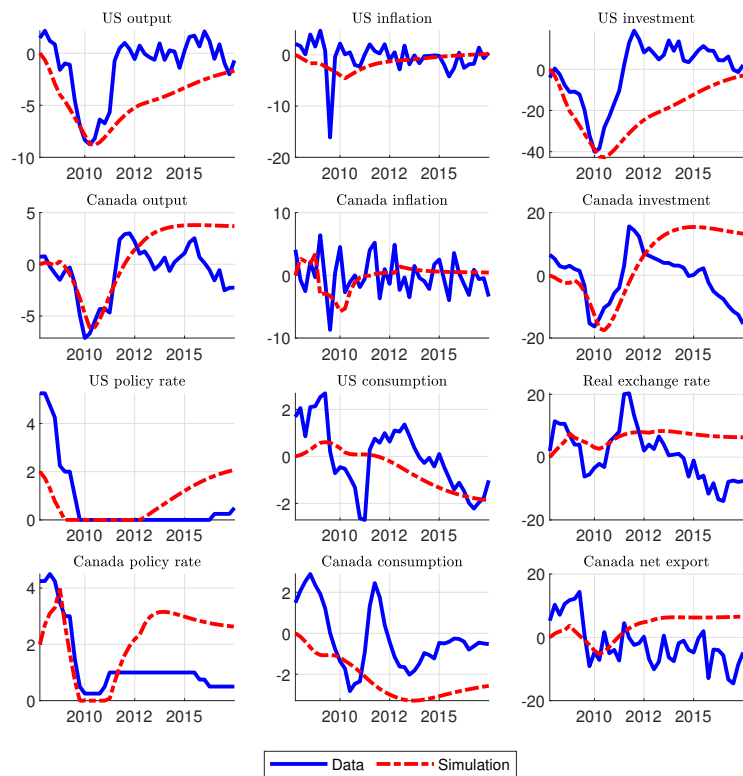 US output
US inflation
US investment
0
-5
-10
2010 2012 2015
0
-10
-20
2010 2012 2015
0
-20
-40
2010 2012 2015
Canada output
Canada inflation
Canada investment
5
0
-5
2010 2012 2015
10
0
-10
2010 2012 2015
20
0
-20
2010 2012 2015
US policy rate
US consumption
Real exchange rate
4
2
0
2010 2012 2015
2
0
-2
2010 2012 2015
20
0
-20
2010 2012 2015
Canada policy rate
Canada consumption
Canada net export
4
2
0
2010 2012 2015
2
0
-2
2010 2012 2015
20
0
-20
2010 2012 2015
Data Simulation